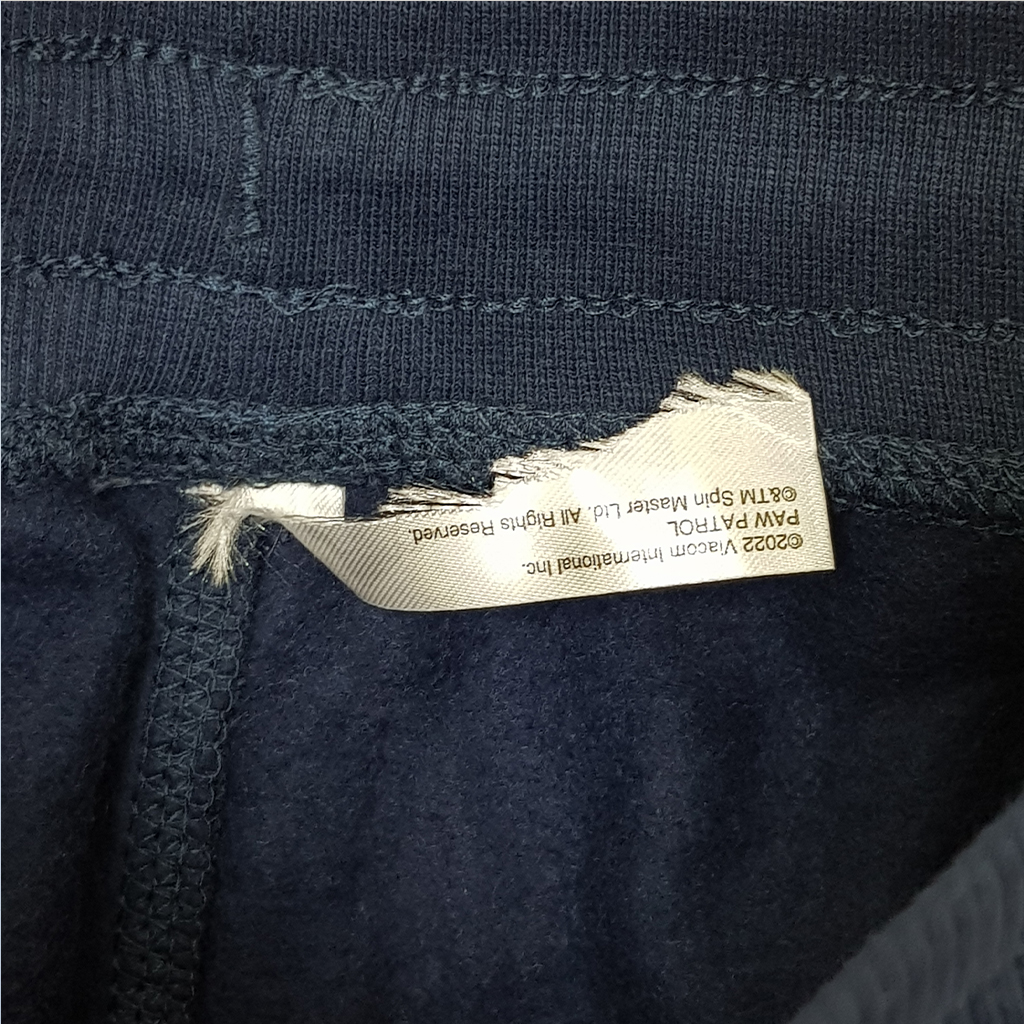 ©2022 Viacom International Inc.
PAW PATROL
©&TM Spin Master Ltd. All Rights Reserved